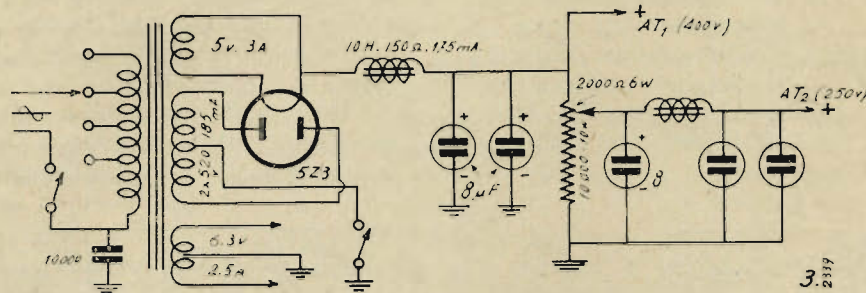 5v. 3A
10 H. 150 Ω. 175 mA.
AT₁ (400v)
2000 Ω 6W
AT₂ (250v)
185 mA
2 x 520 v
5Z3
8 µF
8
10000
6.3v
2.5A
3.
2339